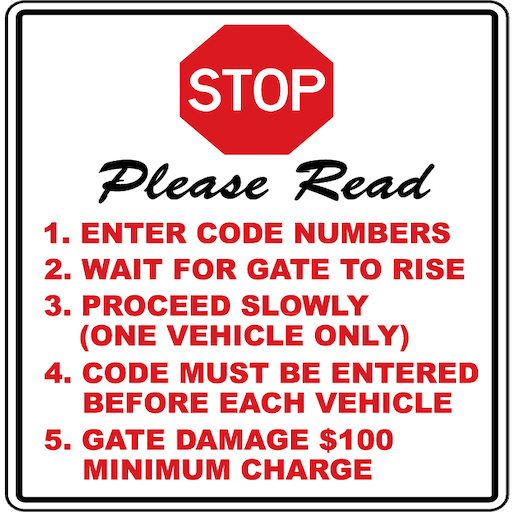 STOP
Please Read
1. ENTER CODE NUMBERS
2. WAIT FOR GATE TO RISE
3. PROCEED SLOWLY
(ONE VEHICLE ONLY)
4. CODE MUST BE ENTERED
BEFORE EACH VEHICLE
5. GATE DAMAGE $100
MINIMUM CHARGE